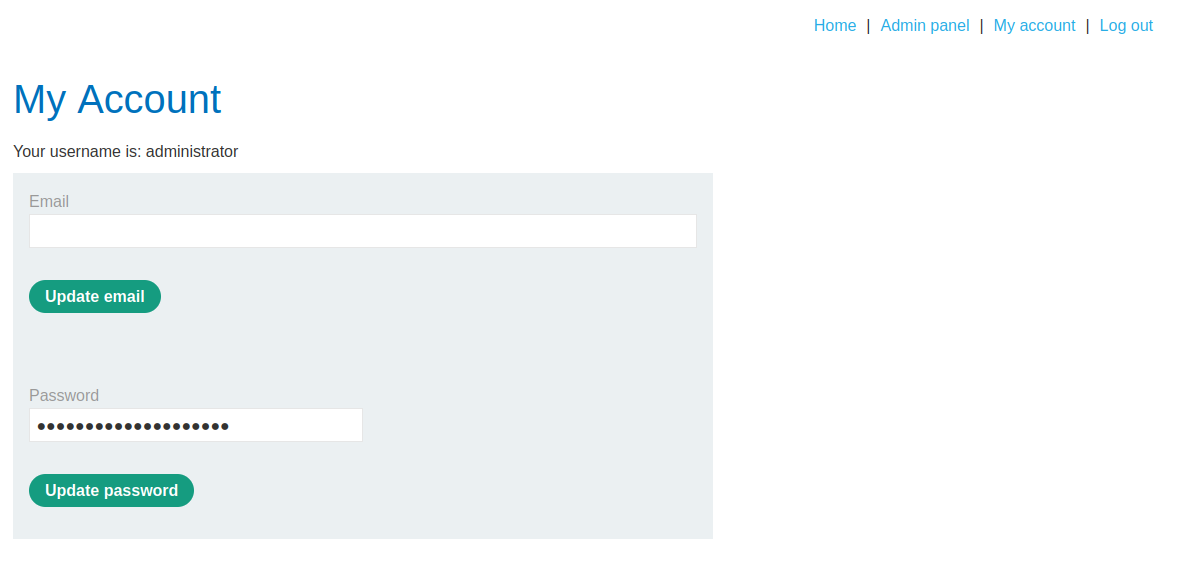 Home | Admin panel | My account | Log out
My Account
Your username is: administrator
Email
Update email
Password
••••••••••••••••••••
Update password